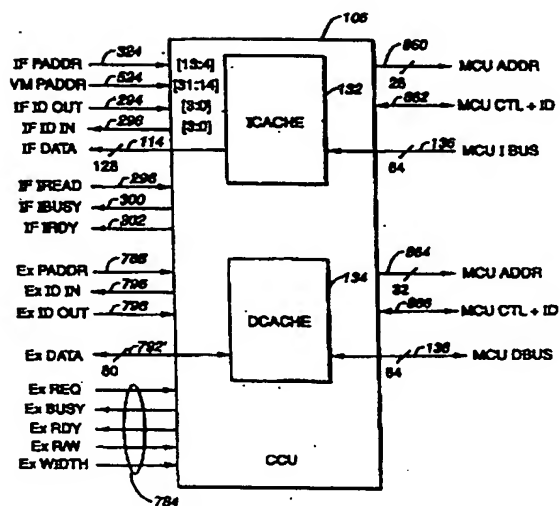 106
IF PADDR 324 [13:4] 860 MCU ADDR
VM PADDR 524 [31:14] 132 28
IF ID OUT 294 [3:0] 862 MCU CTL + ID
IF ID IN 296 [3:0] ICACHE
IF DATA 114 136 MCU I BUS
128 64
IF IREAD 298
IF IBUSY 300
IF IRDY 302
864 MCU ADDR
Ex PADDR 788 134 32
Ex ID IN 796 866 MCU CTL + ID
Ex ID OUT 798 DCACHE
Ex DATA 792' 136 MCU DBUS
80 64
Ex REQ
Ex BUSY
Ex RDY
Ex R/W
Ex WIDTH CCU
784